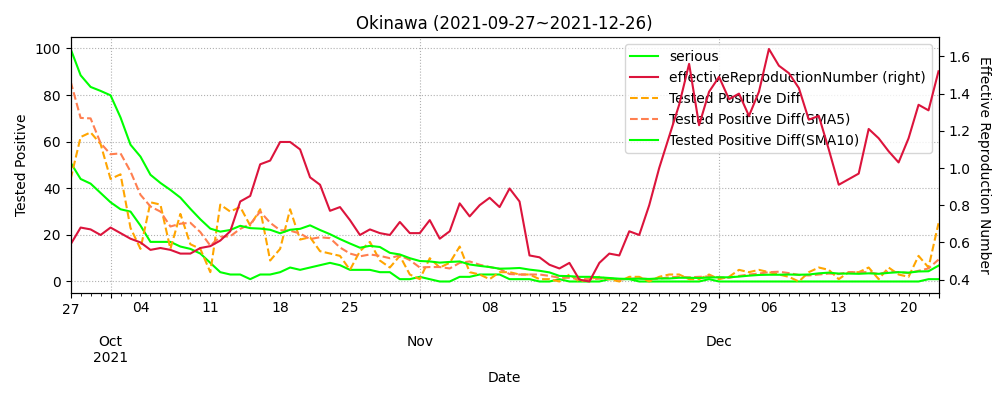 Okinawa (2021-09-27~2021-12-26)
serious
effectiveReproductionNumber (right)
Tested Positive Diff
Tested Positive Diff(SMA5)
Tested Positive Diff(SMA10)
Tested Positive
100
80
60
40
20
0
Effective Reproduction Number
1.6
1.4
1.2
1.0
0.8
0.6
0.4
27 04 11 18 25 08 15 22 29 06 13 20
Oct Nov Dec
2021
Date